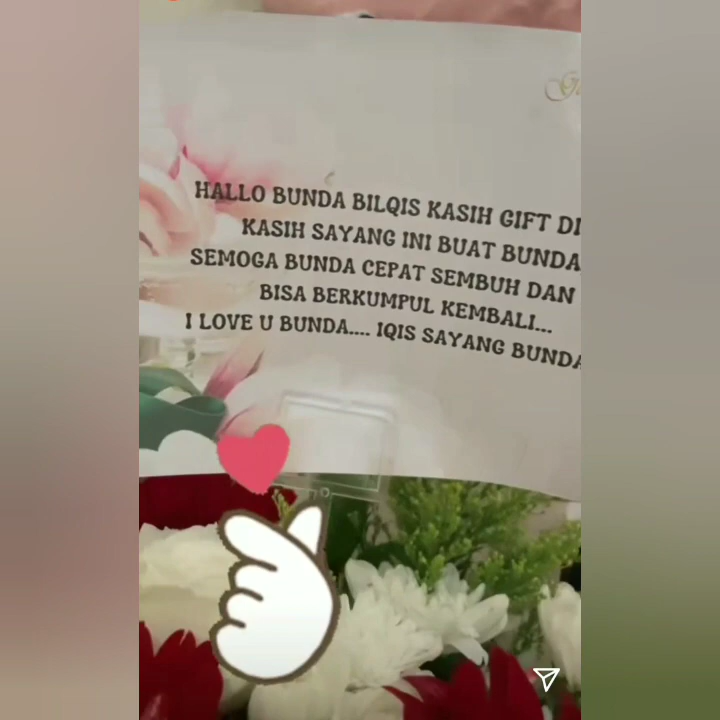 HALLO BUNDA BILQIS KASIH GIFT DI
KASIH SAYANG INI BUAT BUNDA
SEMOGA BUNDA CEPAT SEMBUH DAN
BISA BERKUMPUL KEMBALI...
I LOVE U BUNDA.... IQIS SAYANG BUNDA